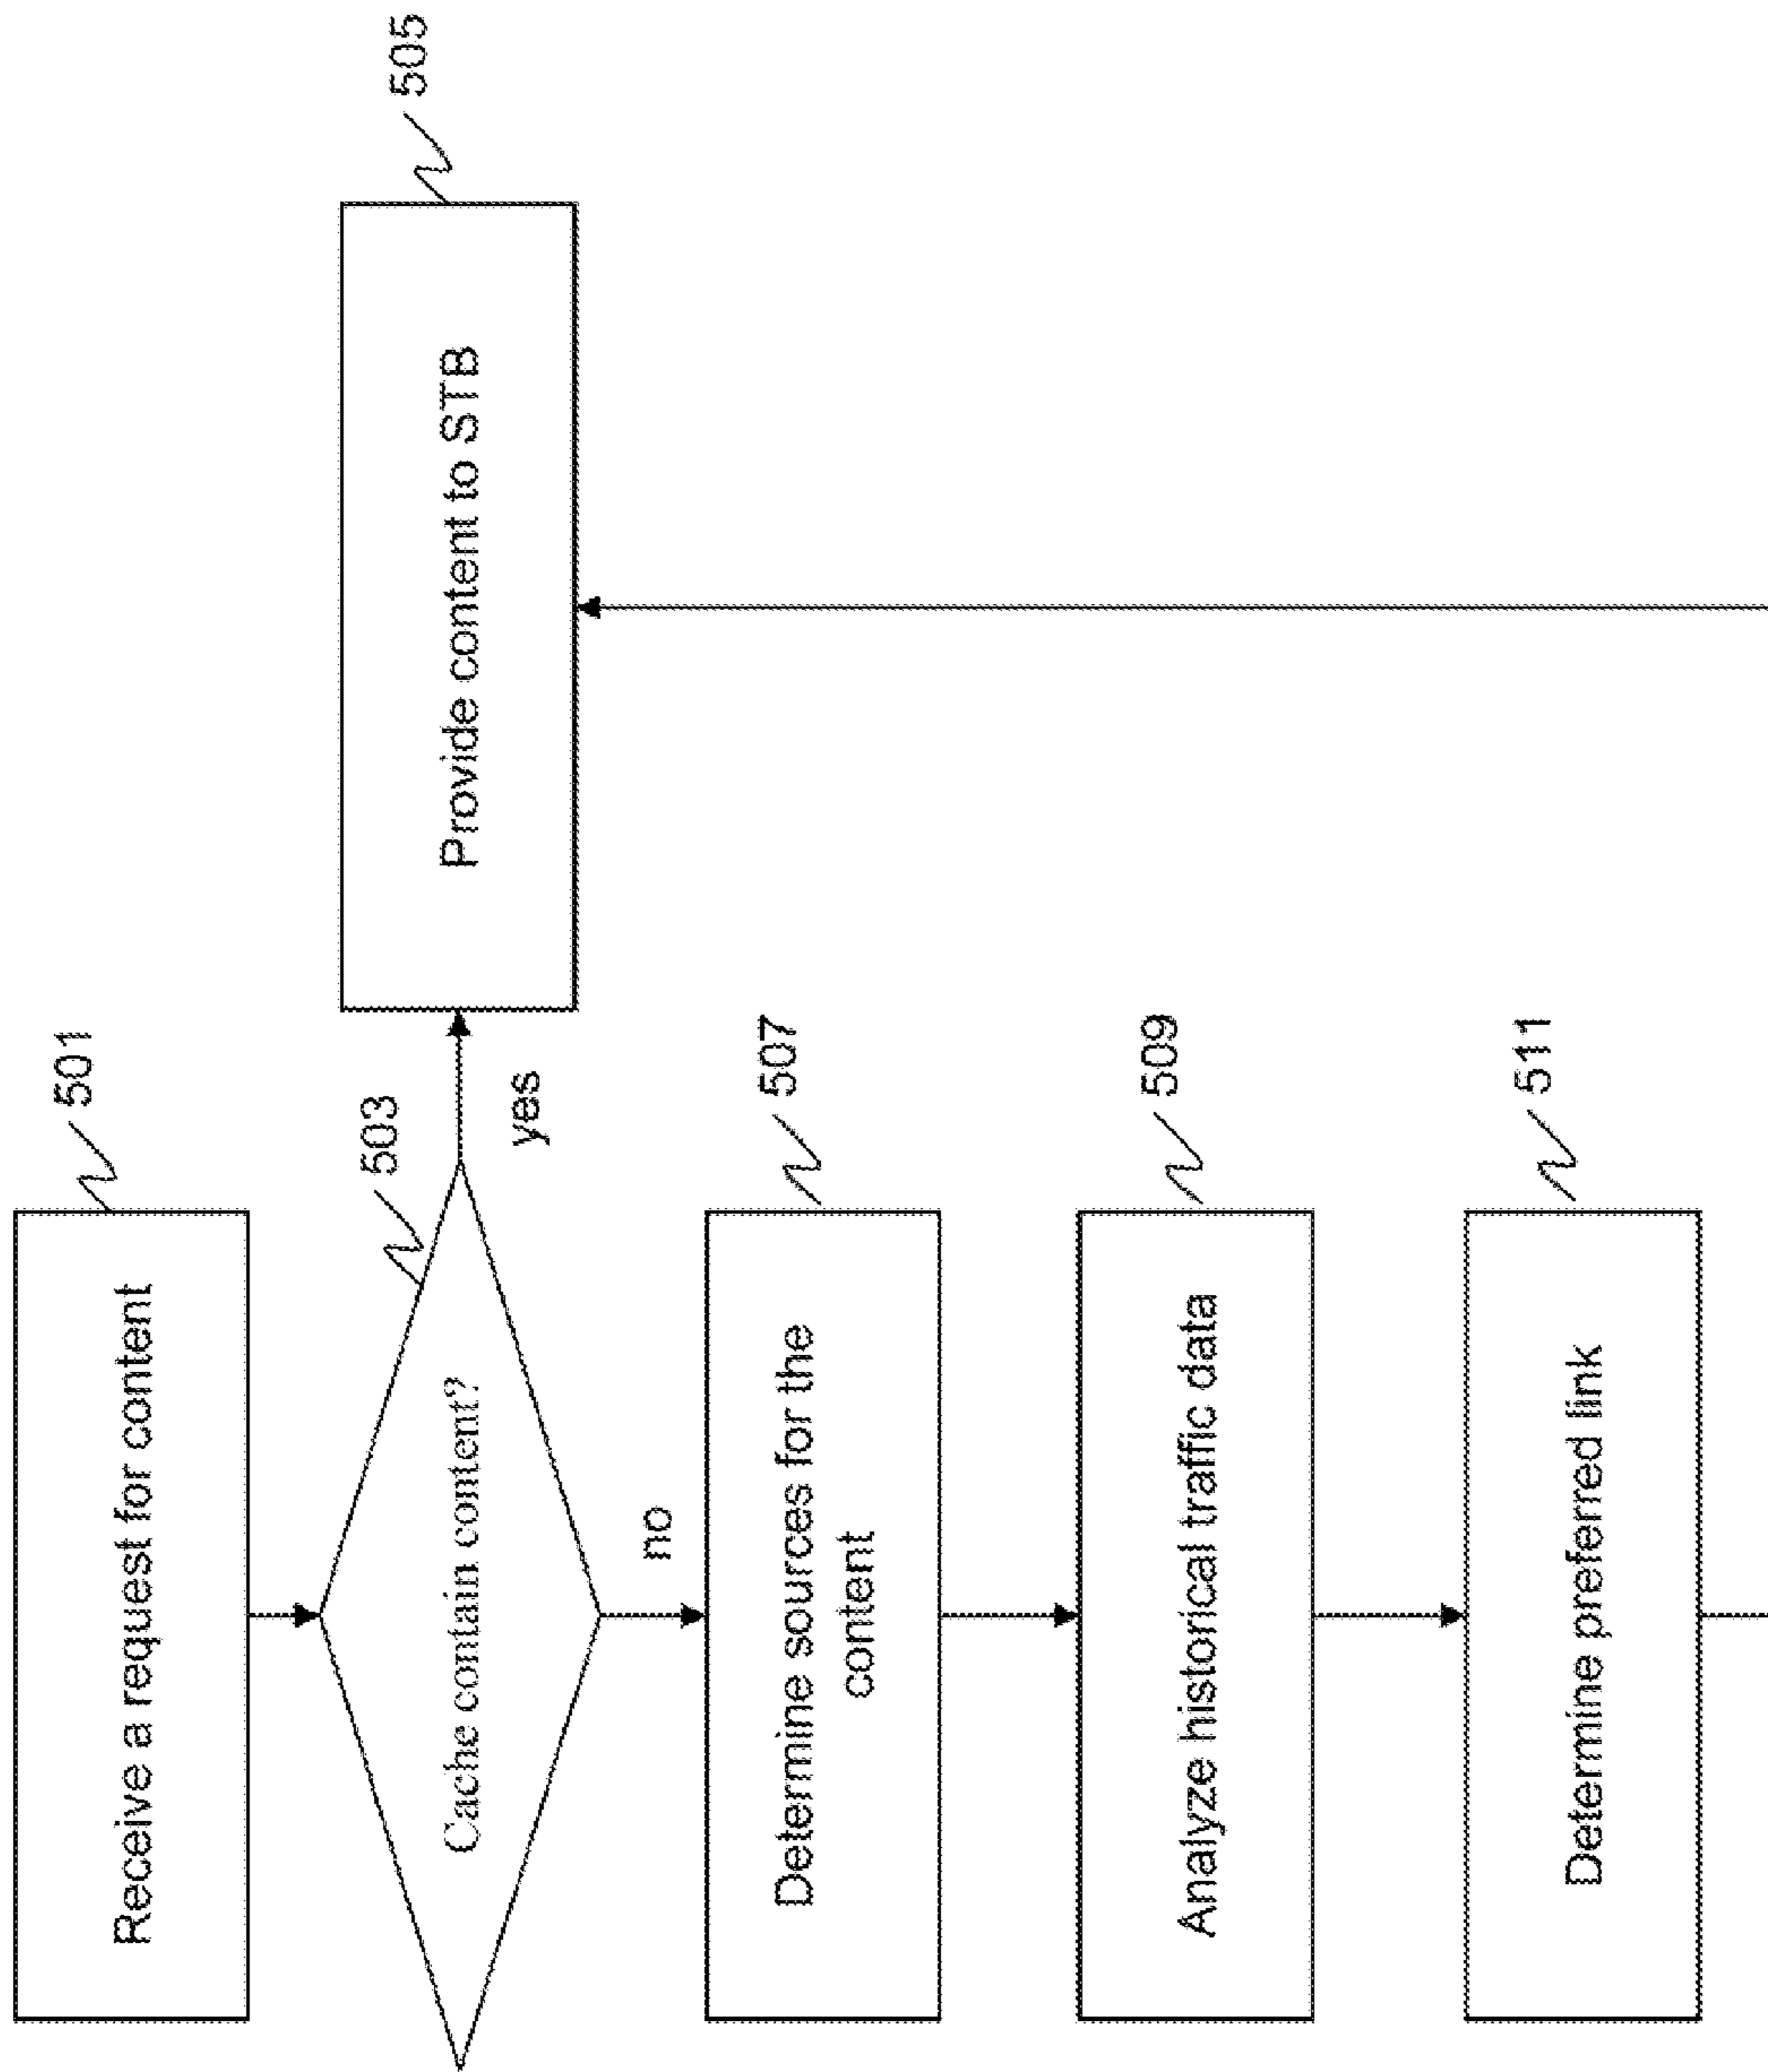 Receive a request for content
501
Cache contain content?
503
yes
Provide content to STB
505
no
Determine sources for the
content
507
Analyze historical traffic data
509
Determine preferred link
511